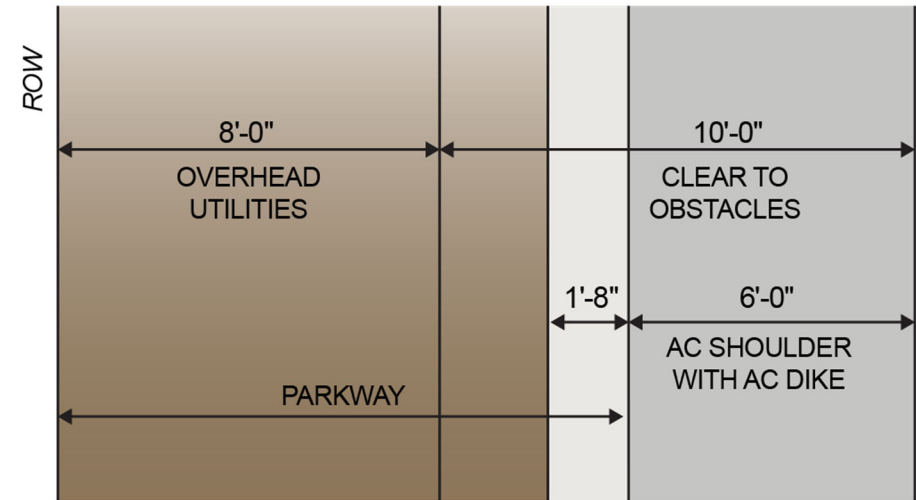 ROW
8'-0"
OVERHEAD
UTILITIES
10'-0"
CLEAR TO
OBSTACLES
1'-8"
6'-0"
AC SHOULDER
WITH AC DIKE
PARKWAY